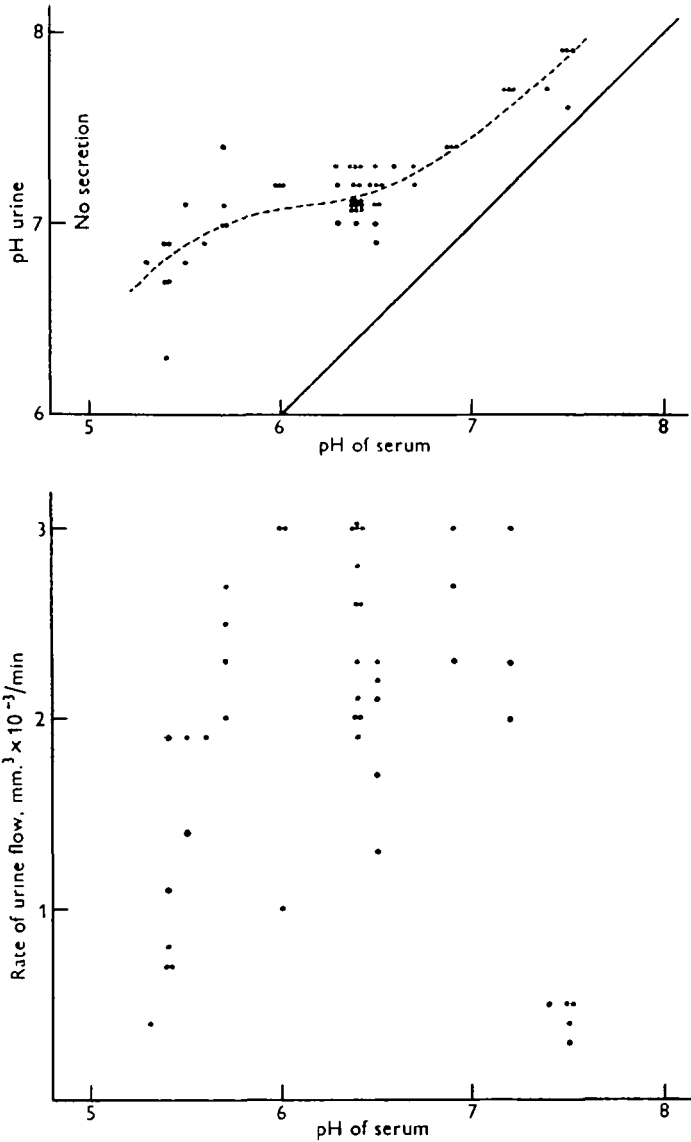 8
7
6
pH urine
No secretion
5
6
7
8
pH of serum
3
2
1
Rate of urine flow, mm.³ × 10⁻³/min
5
6
7
8
pH of serum